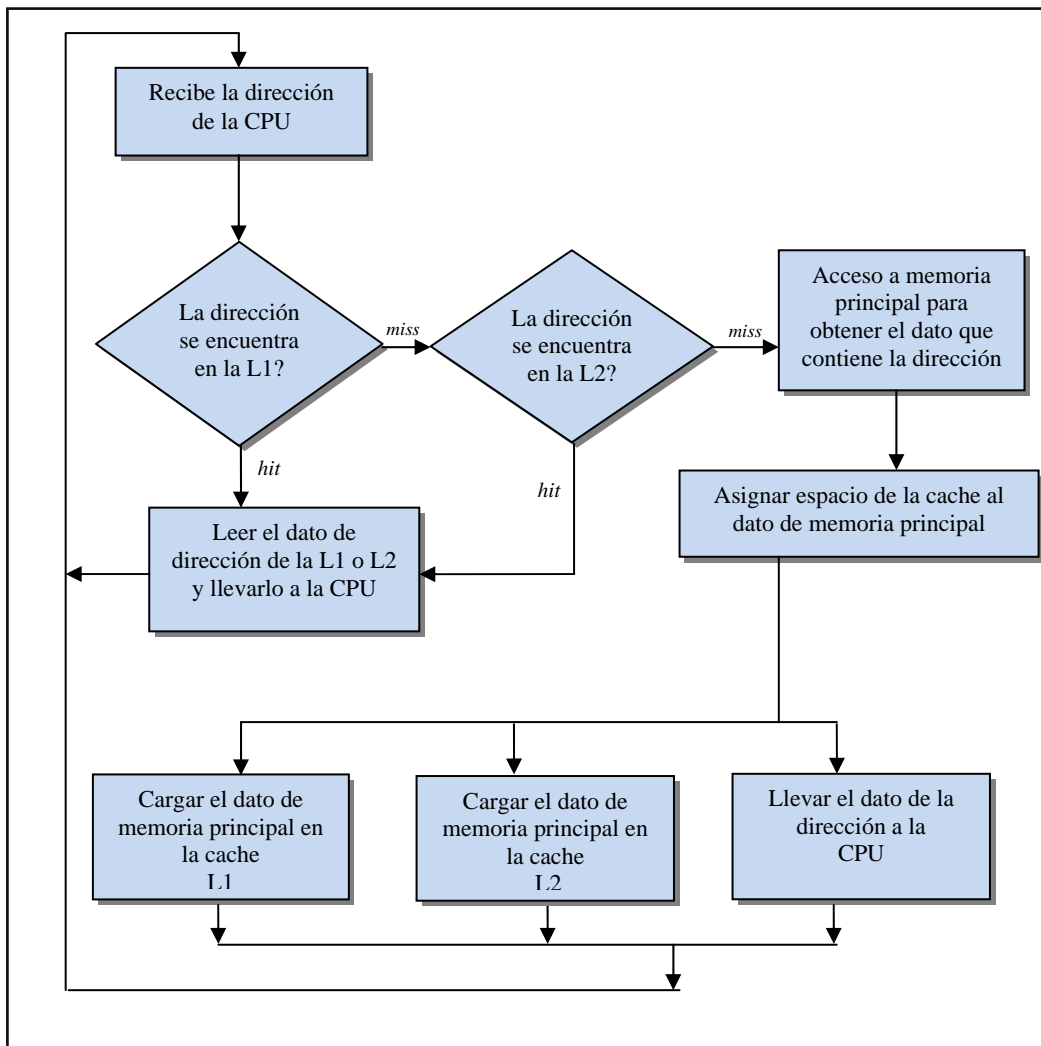 Recibe la dirección
de la CPU
La dirección
se encuentra
en la L1?
miss
La dirección
se encuentra
en la L2?
miss
Acceso a memoria
principal para
obtener el dato que
contiene la dirección
hit
hit
Asignar espacio de la cache al
dato de memoria principal
Leer el dato de
dirección de la L1 o L2
y llevarlo a la CPU
Cargar el dato de
memoria principal en
la cache
L1
Cargar el dato de
memoria principal en
la cache
L2
Llevar el dato de la
dirección a la
CPU